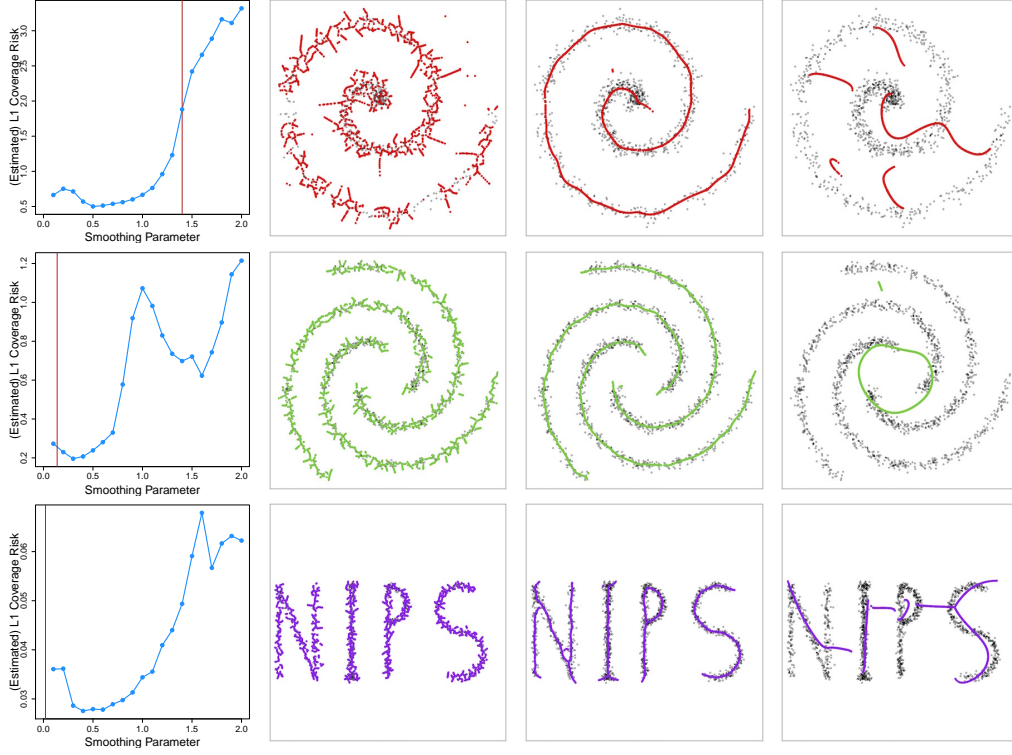 (Estimated) L1 Coverage Risk
0.5 1.0 1.5 2.0 2.5 3.0
0.0 0.5 1.0 1.5 2.0
Smoothing Parameter
(Estimated) L1 Coverage Risk
0.2 0.4 0.6 0.8 1.0 1.2
0.0 0.5 1.0 1.5 2.0
Smoothing Parameter
(Estimated) L1 Coverage Risk
0.03 0.04 0.05 0.06
0.0 0.5 1.0 1.5 2.0
Smoothing Parameter
NIPS
NIPS
NIPS